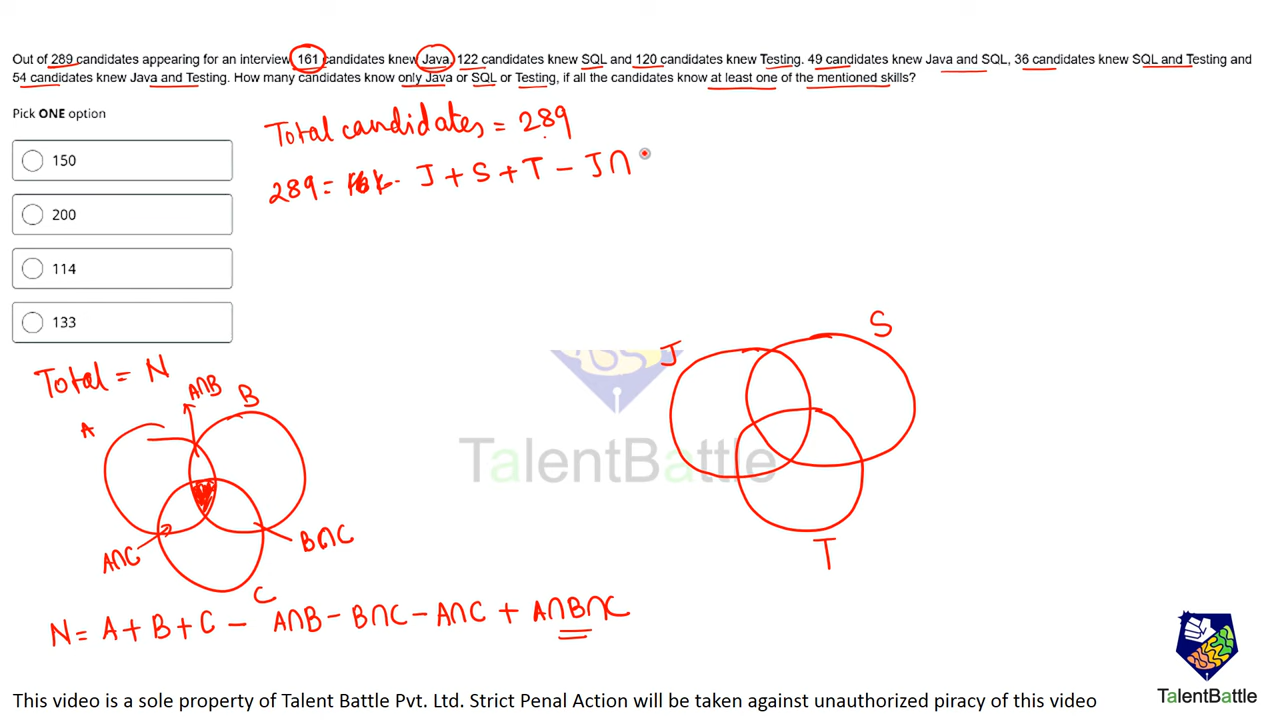 Out of 289 candidates appearing for an interview, 161 candidates knew Java, 122 candidates knew SQL and 120 candidates knew Testing. 49 candidates knew Java and SQL, 36 candidates knew SQL and Testing and
54 candidates knew Java and Testing. How many candidates know only Java or SQL or Testing, if all the candidates know at least one of the mentioned skills?
Pick ONE option
150
200
114
133
Total candidates = 289
289 = J + S + T - J∩
Total = N
A∩B
A
B
A∩C
B∩C
C
N = A + B + C - A∩B - B∩C - A∩C + A∩B∩C
J
S
T
TalentBattle
TalentBattle
This video is a sole property of Talent Battle Pvt. Ltd. Strict Penal Action will be taken against unauthorized piracy of this video